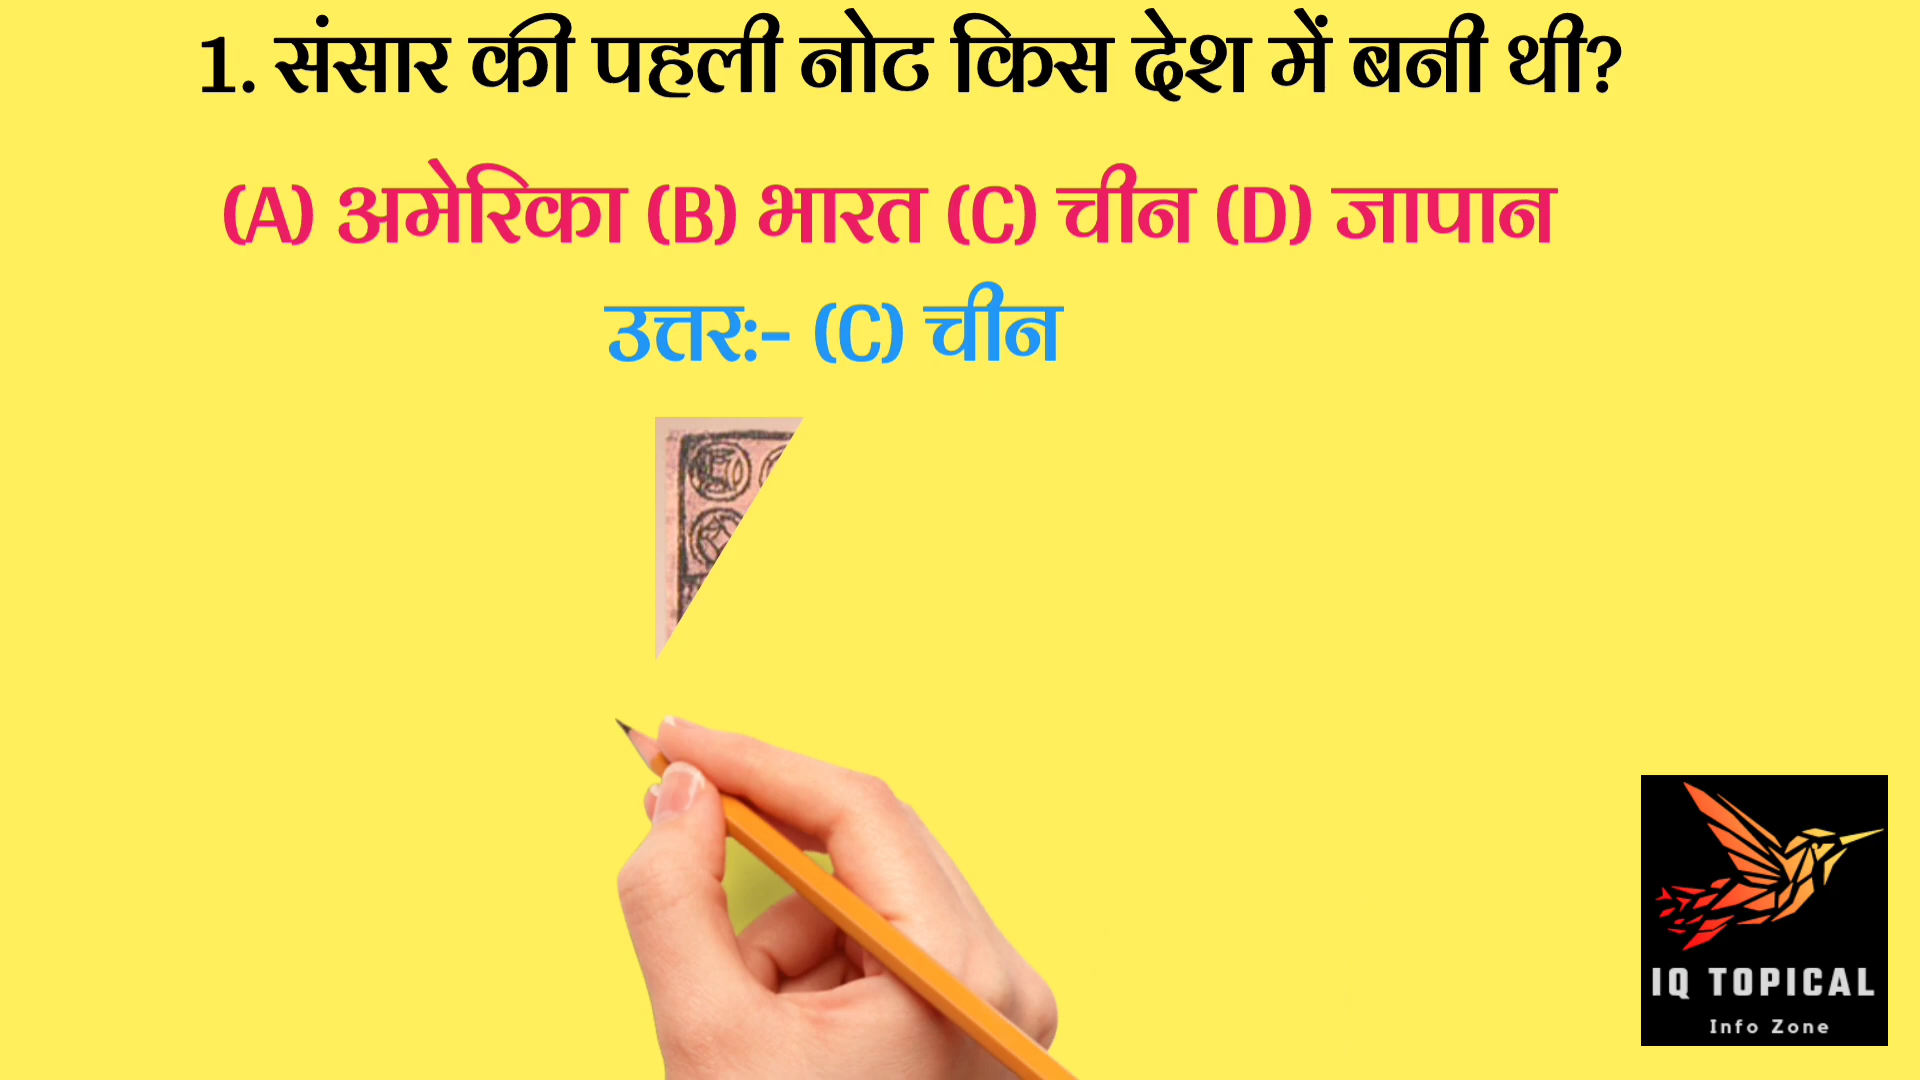 1. संसार की पहली नोट किस देश में बनी थी?
(A) अमेरिका (B) भारत (C) चीन (D) जापान
उत्तर:- (C) चीन
IQ TOPICAL
Info Zone